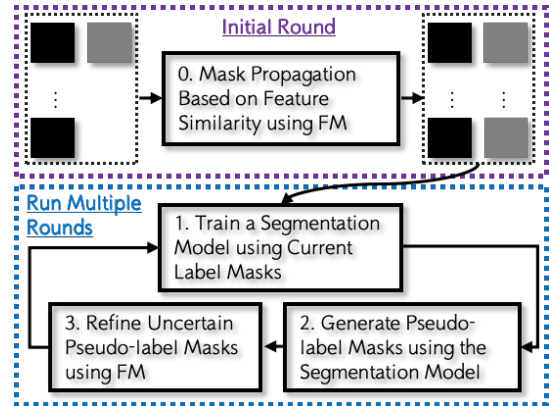 Initial Round
0. Mask Propagation
Based on Feature
Similarity using FM
Run Multiple
Rounds
1. Train a Segmentation
Model using Current
Label Masks
3. Refine Uncertain
Pseudo-label Masks
using FM
2. Generate Pseudo-
label Masks using the
Segmentation Model